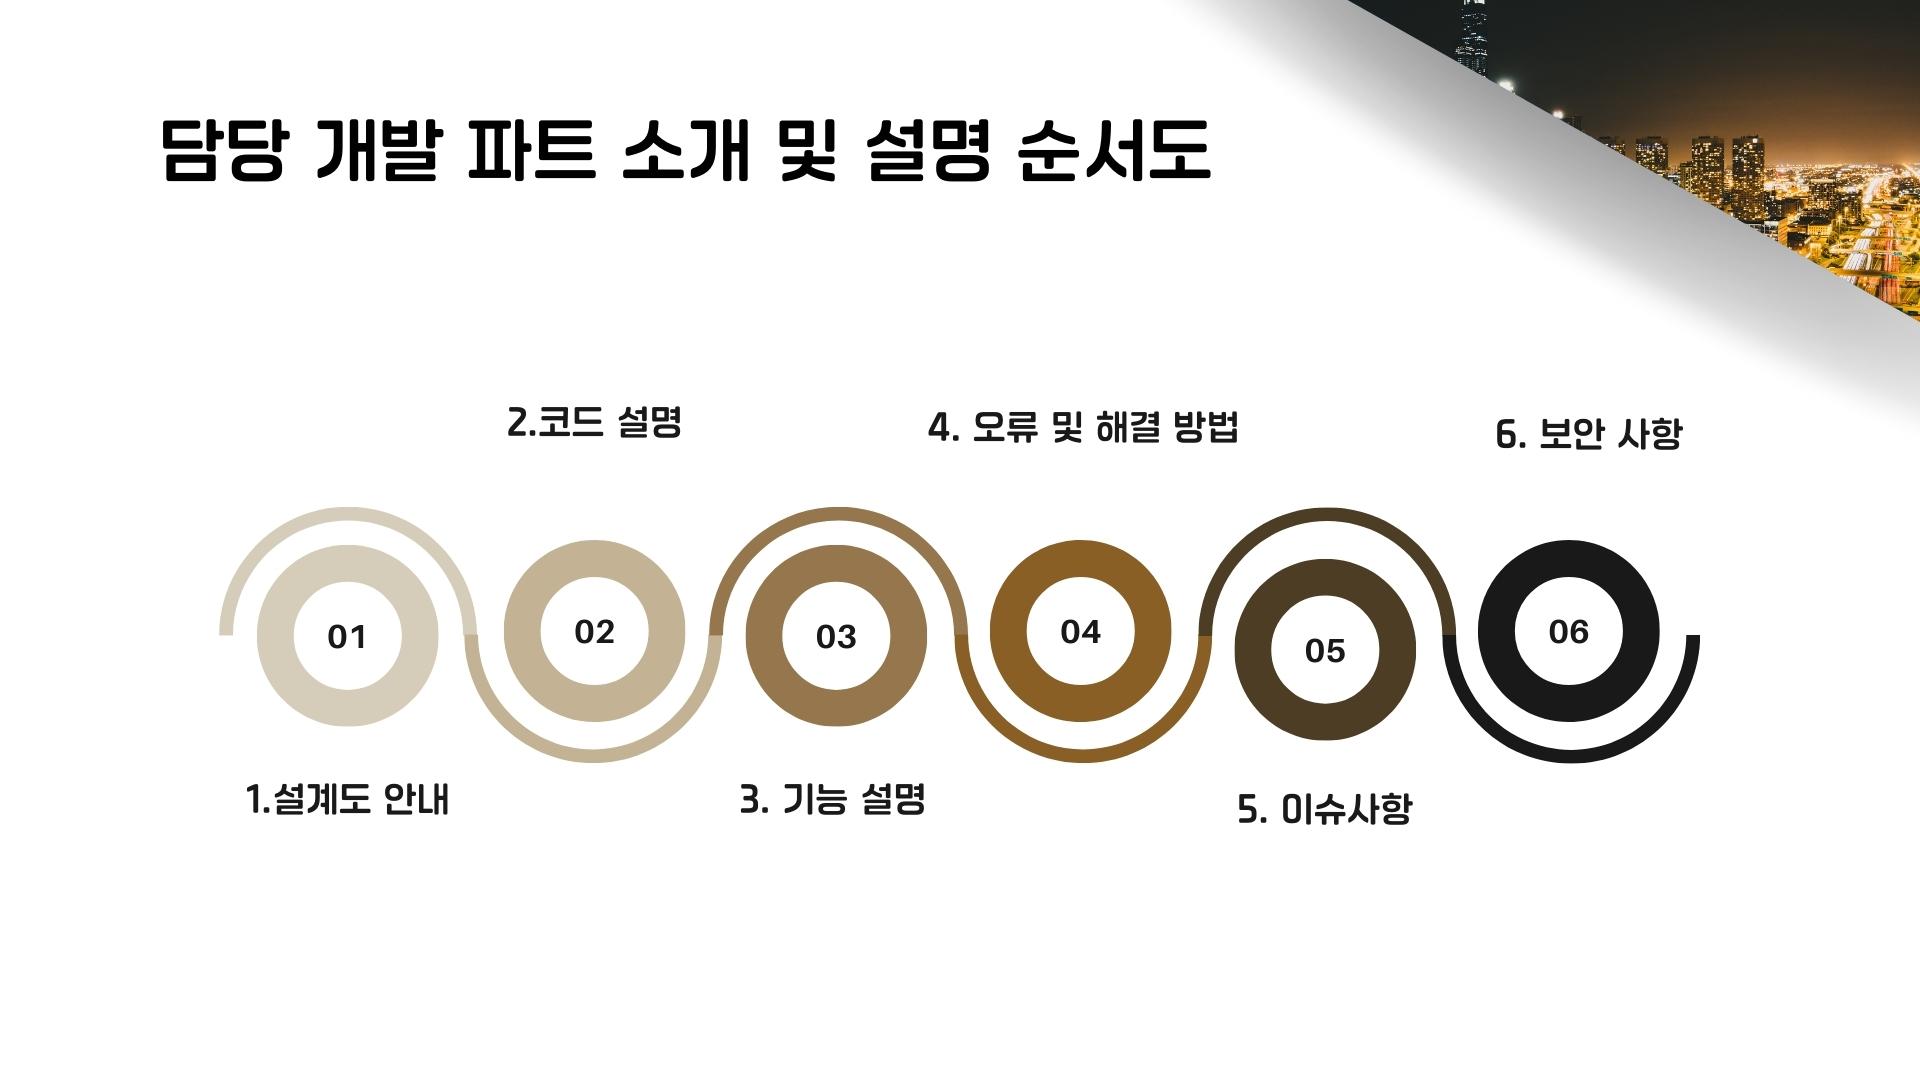 담당 개발 파트 소개 및 설명 순서도
2.코드 설명
4. 오류 및 해결 방법
6. 보안 사항
01
02
03
04
05
06
1.설계도 안내
3. 기능 설명
5. 이슈사항